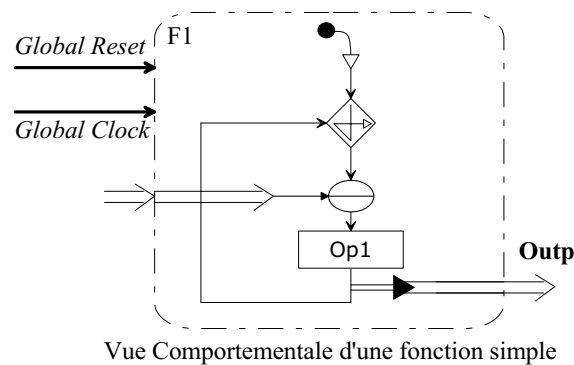 F1
Global Reset
Global Clock
Op1
Outp
Vue Comportementale d'une fonction simple